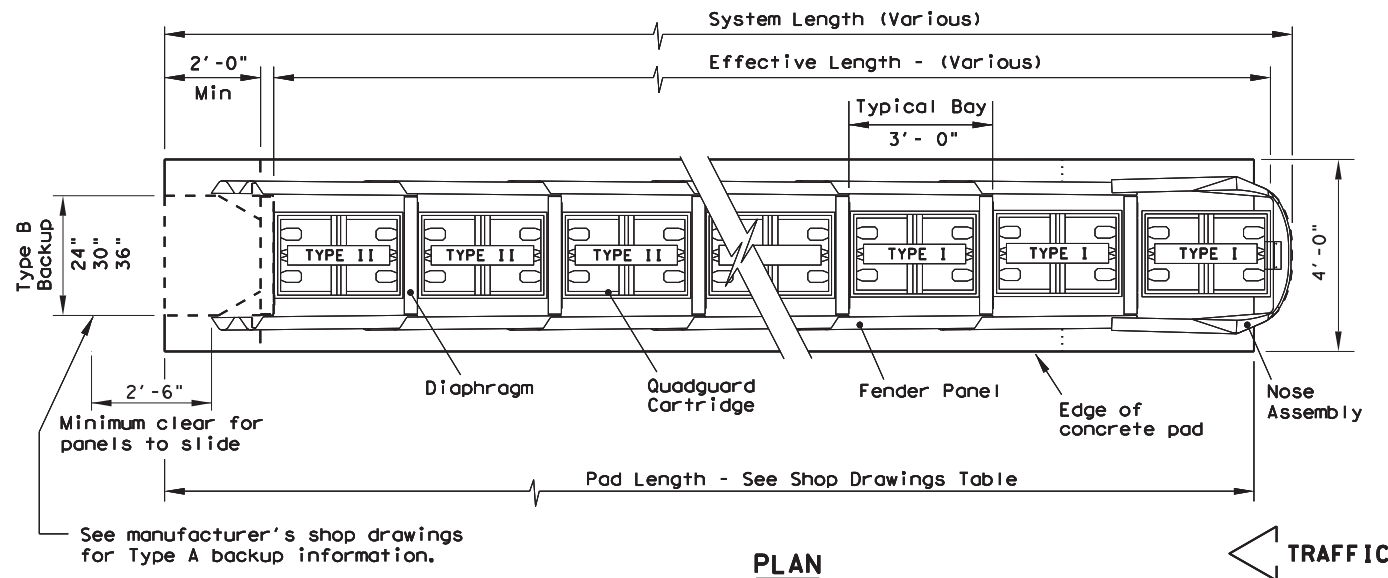 System Length (Various)
2'-0"
Min
Effective Length - (Various)
Typical Bay
3'- 0"
Type B
Backup
24"
30"
36"
TYPE II
TYPE II
TYPE II
TYPE I
TYPE I
TYPE I
4'-0"
2'-6"
Minimum clear for
panels to slide
Diaphragm
Quadguard
Cartridge
Fender Panel
Edge of
concrete pad
Nose
Assembly
Pad Length - See Shop Drawings Table
See manufacturer's shop drawings
for Type A backup information.
PLAN
TRAFFIC